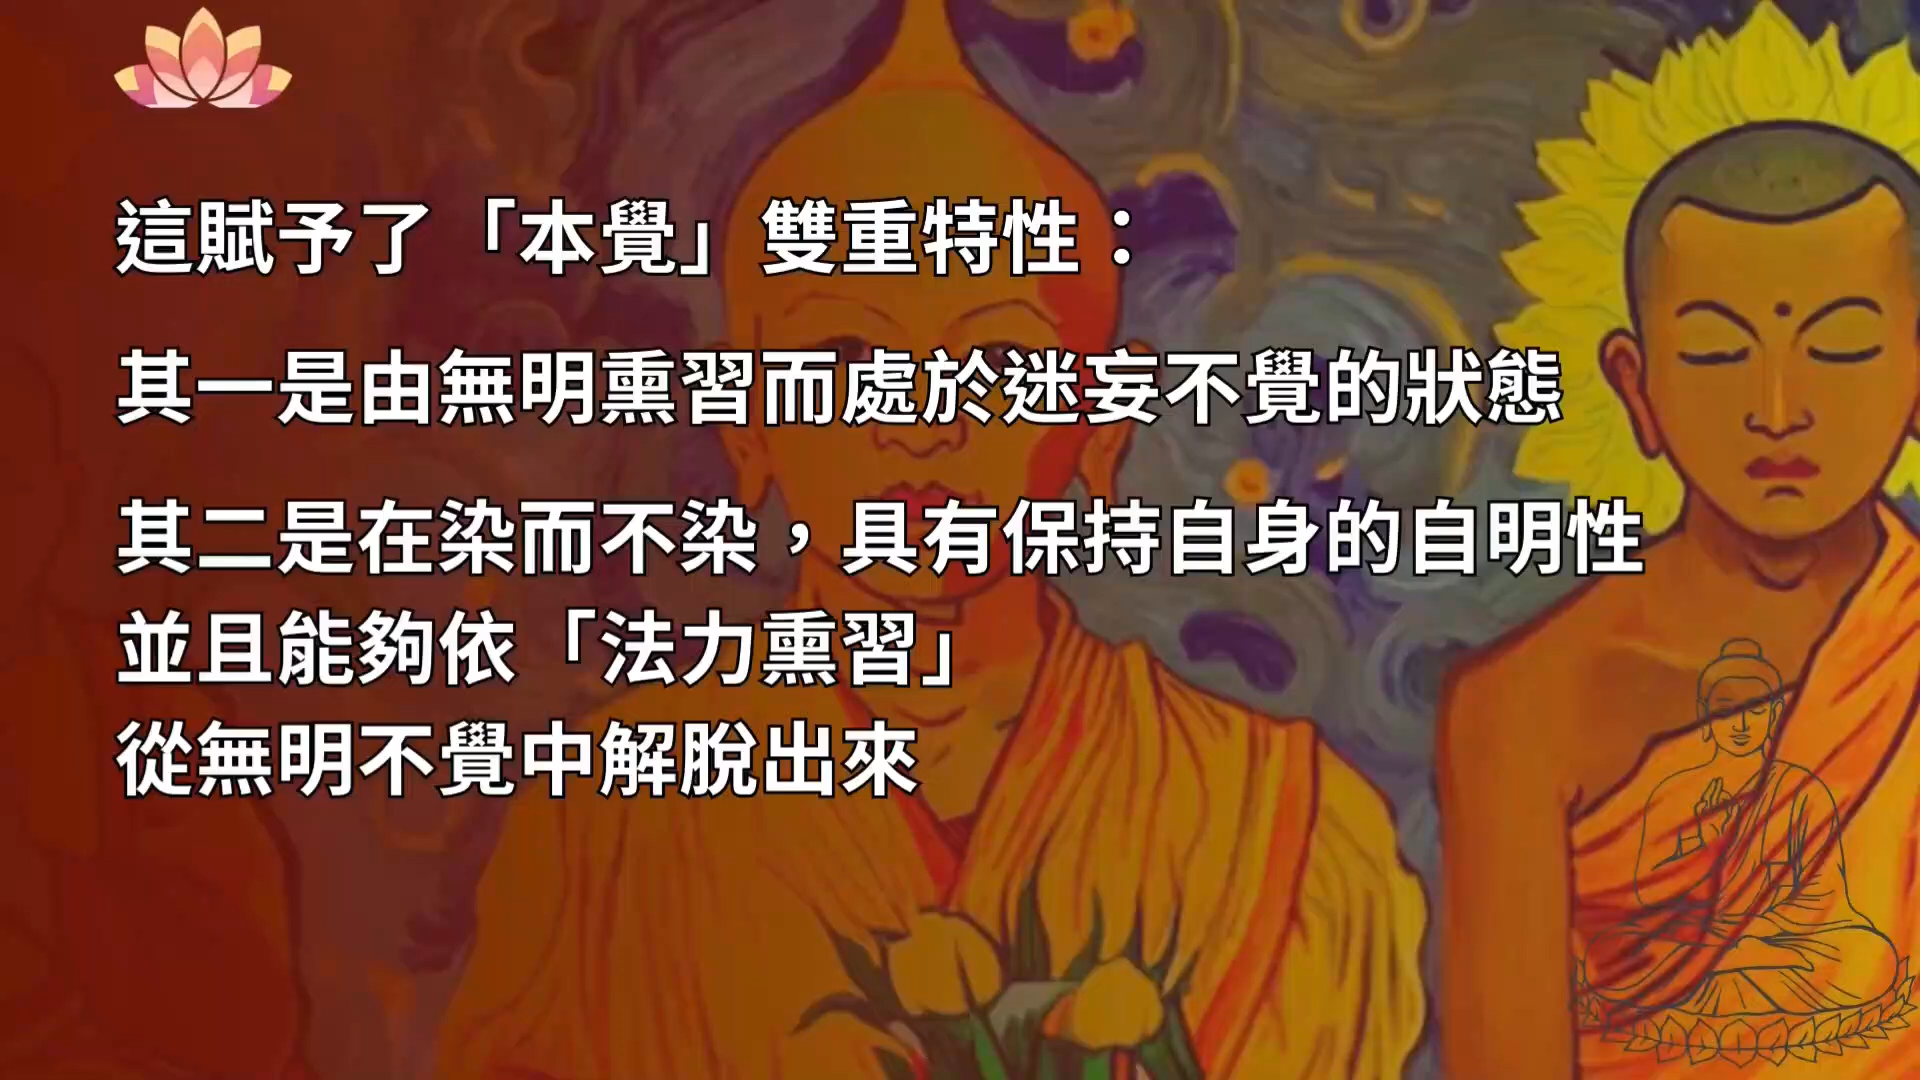 這賦予了「本覺」雙重特性：
其一是由無明熏習而處於迷妄不覺的狀態
其二是在染而不染，具有保持自身的自明性
並且能夠依「法力熏習」
從無明不覺中解脫出來